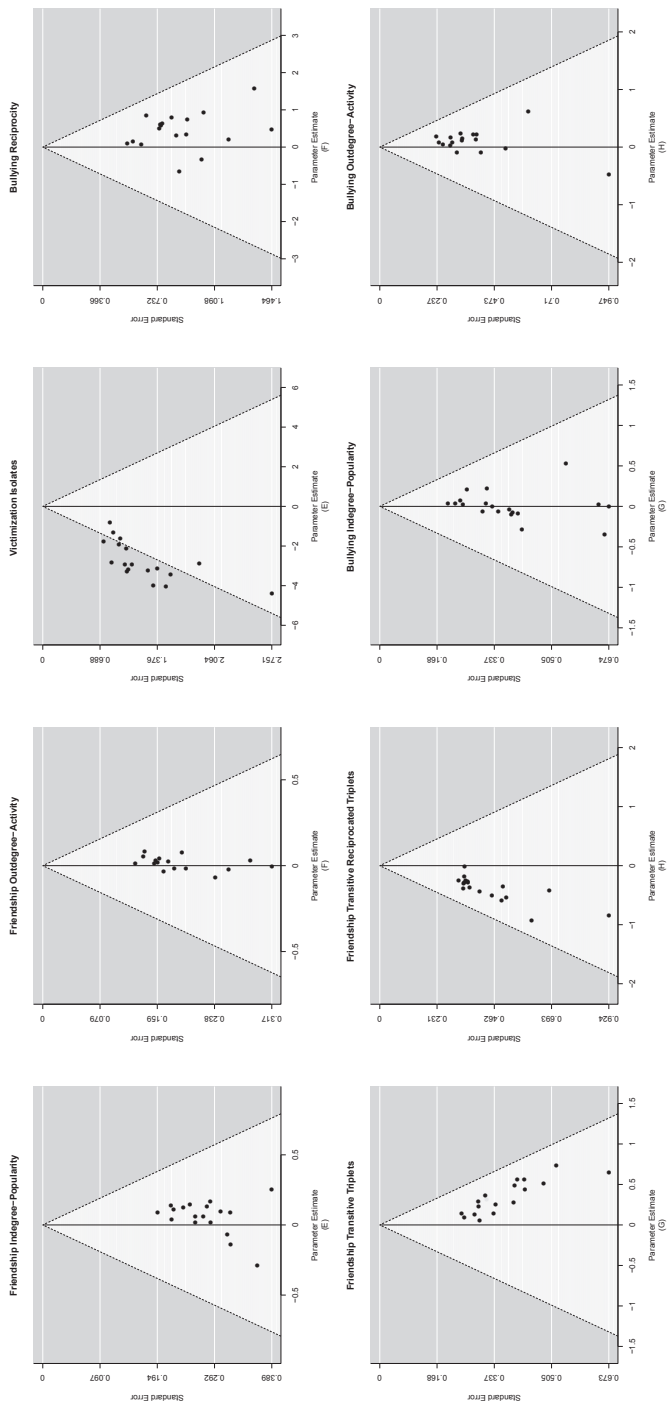 Friendship Indegree−Popularity
Standard Error
0
0.097
0.194
0.292
0.389
−0.5 0 0.5
Parameter Estimate
(E)
Friendship Outdegree−Activity
Standard Error
0
0.079
0.159
0.238
0.317
−0.5 0 0.5
Parameter Estimate
(F)
Victimization Isolates
Standard Error
0
0.688
1.376
2.064
2.751
−6 −4 −2 0 2 4 6
Parameter Estimate
(E)
Bullying Reciprocity
Standard Error
0
0.366
0.732
1.098
1.464
−3 −2 −1 0 1 2 3
Parameter Estimate
(F)
Friendship Transitive Triplets
Standard Error
0
0.168
0.337
0.505
0.673
−1.5 −1 −0.5 0 0.5 1 1.5
Parameter Estimate
(G)
Friendship Transitive Reciprocated Triplets
Standard Error
0
0.231
0.462
0.693
0.924
−2 −1 0 1 2
Parameter Estimate
(H)
Bullying Indegree−Popularity
Standard Error
0
0.168
0.337
0.505
0.674
−1.5 −1 −0.5 0 0.5 1 1.5
Parameter Estimate
(G)
Bullying Outdegree−Activity
Standard Error
0
0.237
0.473
0.71
0.947
−2 −1 0 1 2
Parameter Estimate
(H)